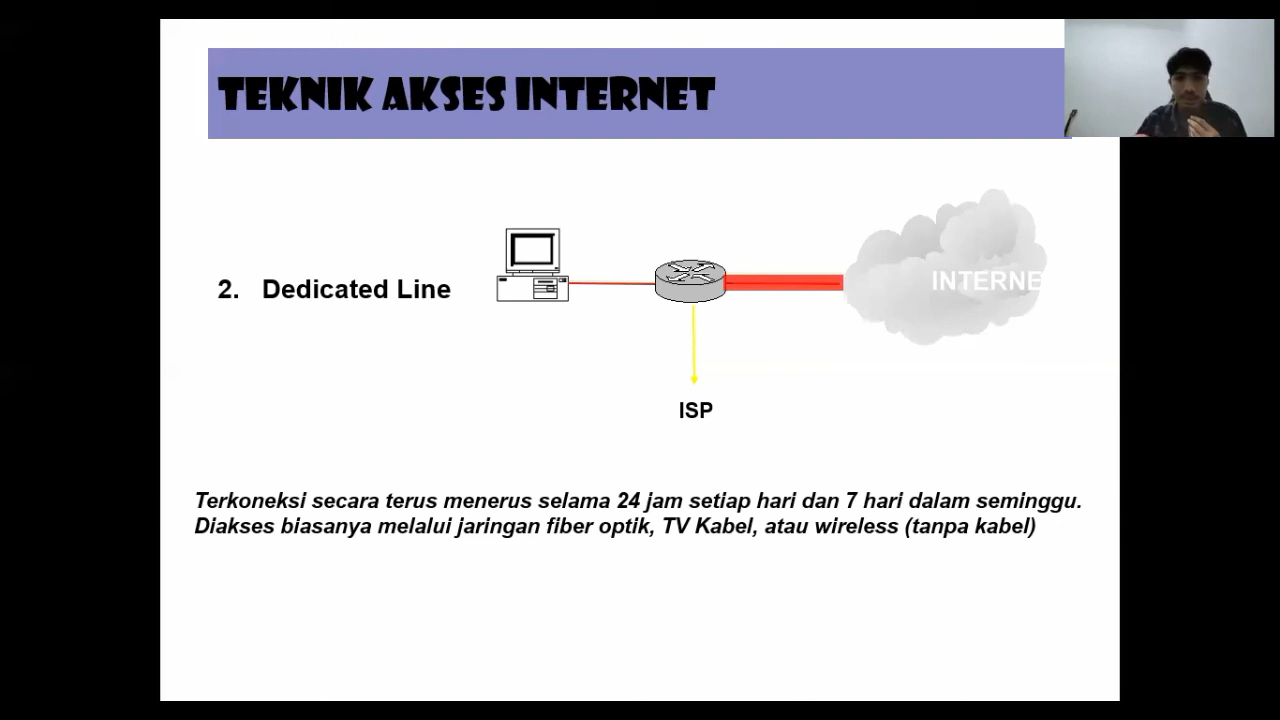 TEKNIK AKSES INTERNET
2. Dedicated Line
INTERNE
ISP
Terkoneksi secara terus menerus selama 24 jam setiap hari dan 7 hari dalam seminggu.
Diakses biasanya melalui jaringan fiber optik, TV Kabel, atau wireless (tanpa kabel)